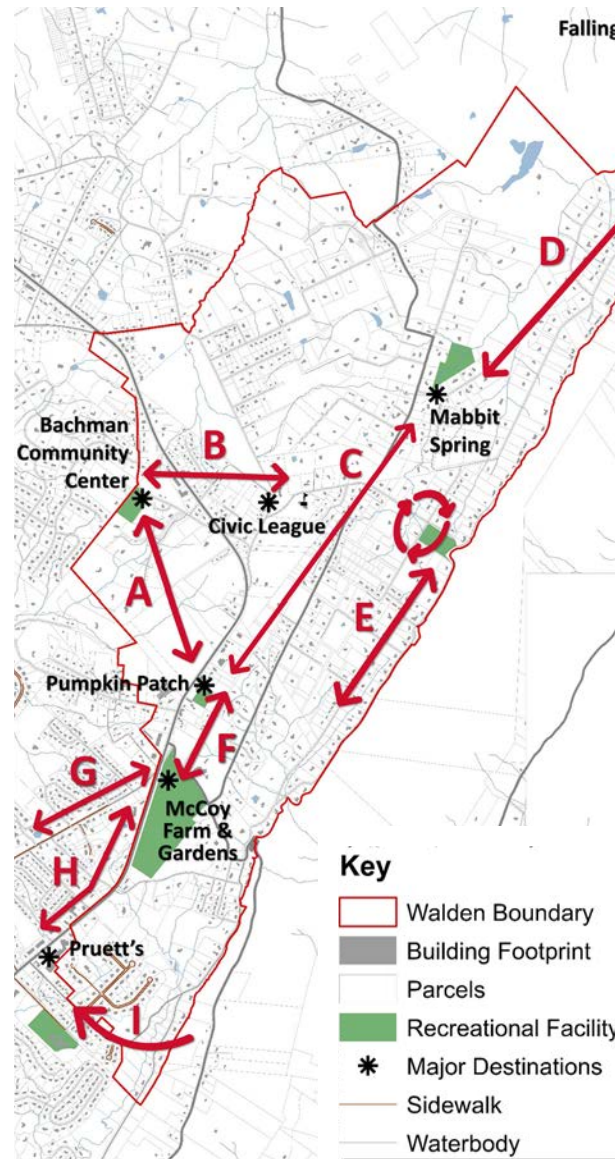 Falling
D
Mabbit
Spring
Bachman
Community
Center
B
C
Civic League
A
E
Pumpkin Patch
F
G
McCoy
Farm &
Gardens
H
Pruett's
I
Key
Walden Boundary
Building Footprint
Parcels
Recreational Facility
Major Destinations
Sidewalk
Waterbody